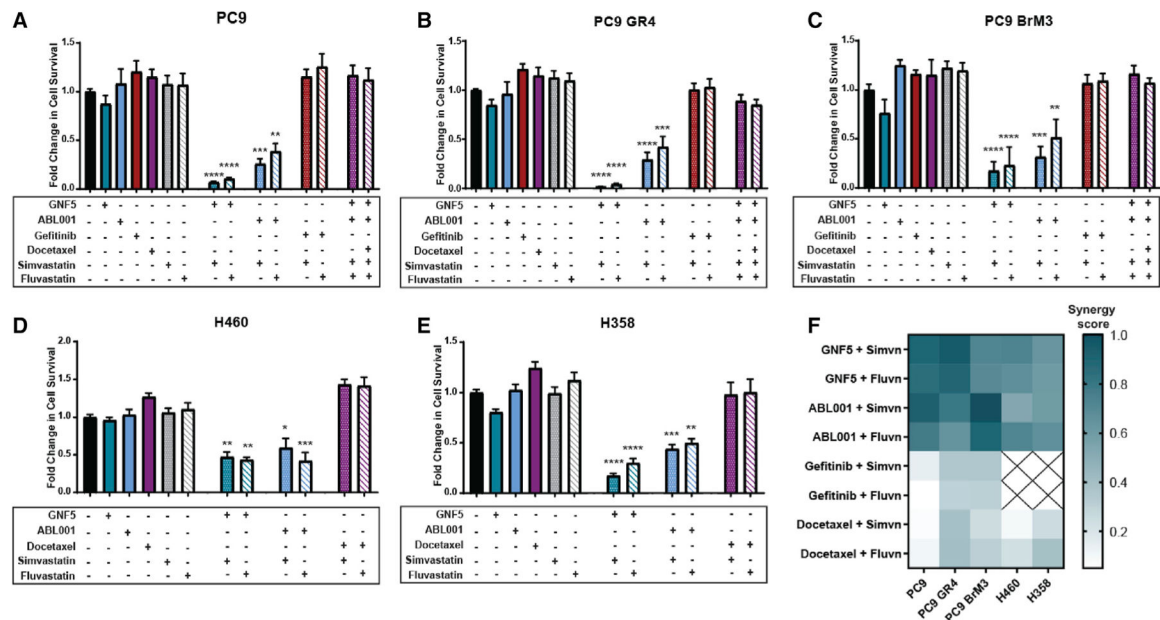 A
PC9
Fold Change in Cell Survival
1.5
1.0
0.5
0.0
**** **** *** **
GNF5 - + - - - - - + + - - - - + +
ABL001 - - + - - - - - - + + - - + +
Gefitinib - - - + - - - - - - - + + - -
Docetaxel - - - - + - - - - - - - - - +
Simvastatin - - - - - + - + - + - + - + +
Fluvastatin - - - - - - + - + - + - + + +
B
PC9 GR4
Fold Change in Cell Survival
1.5
1.0
0.5
0.0
**** **** **** ***
GNF5 - + - - - - - + + - - - - + +
ABL001 - - + - - - - - - + + - - + +
Gefitinib - - - + - - - - - - - + + - -
Docetaxel - - - - + - - - - - - - - - +
Simvastatin - - - - - + - + - + - + - + +
Fluvastatin - - - - - - + - + - + - + + +
C
PC9 BrM3
Fold Change in Cell Survival
1.5
1.0
0.5
0.0
**** **** *** **
GNF5 - + - - - - - + + - - - - + +
ABL001 - - + - - - - - - + + - - + +
Gefitinib - - - + - - - - - - - + + - -
Docetaxel - - - - + - - - - - - - - - +
Simvastatin - - - - - + - + - + - + - + +
Fluvastatin - - - - - - + - + - + - + + +
D
H460
Fold Change in Cell Survival
2.0
1.5
1.0
0.5
0.0
** ** * ***
GNF5 - + - - - - + + - - - -
ABL001 - - + - - - - - + + - -
Docetaxel - - - + - - - - - - + +
Simvastatin - - - - + - + - + - + -
Fluvastatin - - - - - + - + - + - +
E
H358
Fold Change in Cell Survival
1.5
1.0
0.5
0.0
**** **** *** **
GNF5 - + - - - - + + - - - -
ABL001 - - + - - - - - + + - -
Docetaxel - - - + - - - - - - + +
Simvastatin - - - - + - + - + - + -
Fluvastatin - - - - - + - + - + - +
F
Synergy
score
GNF5 + Simvn
GNF5 + Fluvn
ABL001 + Simvn
ABL001 + Fluvn
Gefitinib + Simvn
Gefitinib + Fluvn
Docetaxel + Simvn
Docetaxel + Fluvn
PC9
PC9 GR4
PC9 BrM3
H460
H358
1.0
0.8
0.6
0.4
0.2